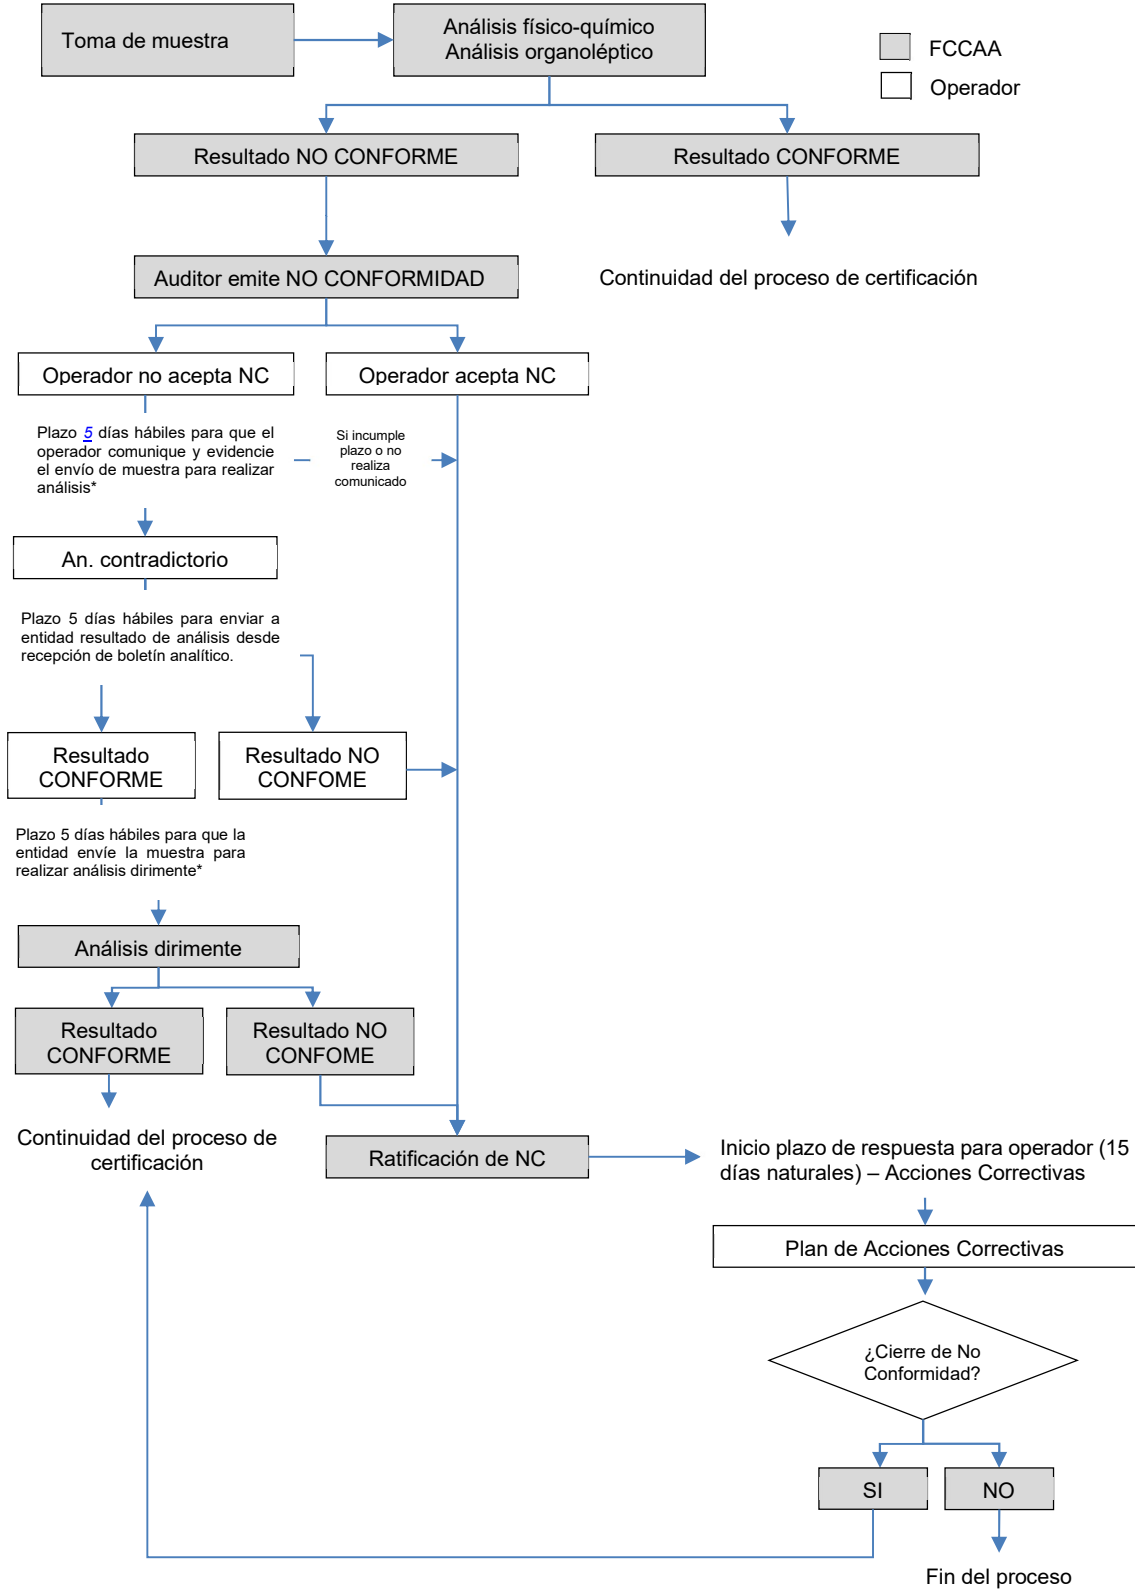 Toma de muestra
Análisis físico-químico
Análisis organoléptico
FCCAA
Operador
Resultado NO CONFORME
Resultado CONFORME
Auditor emite NO CONFORMIDAD
Continuidad del proceso de certificación
Operador no acepta NC
Operador acepta NC
Plazo 5 días hábiles para que el
operador comunique y evidencie
el envío de muestra para realizar
análisis*
Si incumple
plazo o no
realiza
comunicado
An. contradictorio
Plazo 5 días hábiles para enviar a
entidad resultado de análisis desde
recepción de boletín analítico.
Resultado
CONFORME
Resultado NO
CONFOME
Plazo 5 días hábiles para que la
entidad envíe la muestra para
realizar análisis dirimente*
Análisis dirimente
Resultado
CONFORME
Resultado NO
CONFOME
Continuidad del proceso de
certificación
Ratificación de NC
Inicio plazo de respuesta para operador (15
días naturales) – Acciones Correctivas
Plan de Acciones Correctivas
¿Cierre de No
Conformidad?
SI
NO
Fin del proceso